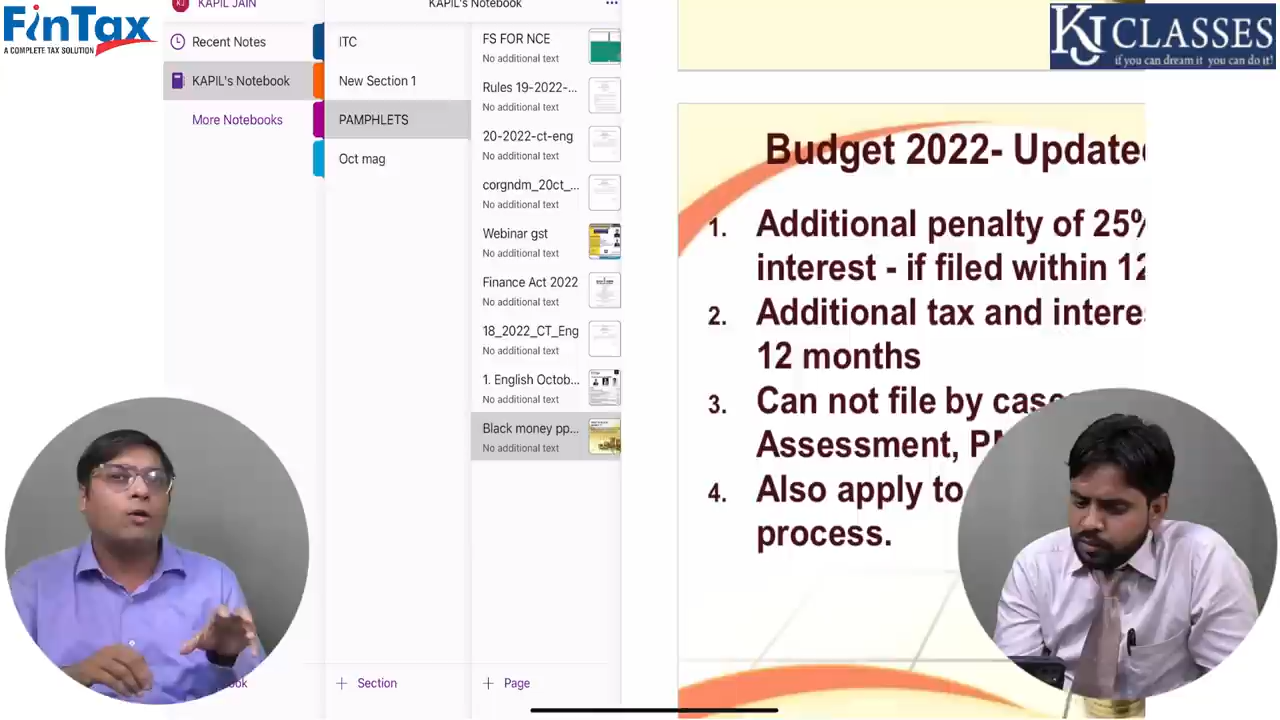 FinTax
A COMPLETE TAX SOLUTION
KJ
KAPIL JAIN
Recent Notes
KAPIL's Notebook
More Notebooks
KAPIL's Notebook
ITC
New Section 1
PAMPHLETS
Oct mag
FS FOR NCE
No additional text
Rules 19-2022-...
No additional text
20-2022-ct-eng
No additional text
corgndm_20ct_...
No additional text
Webinar gst
No additional text
Finance Act 2022
No additional text
18_2022_CT_Eng
No additional text
1. English Octob...
No additional text
Black money pp...
No additional text
ook
+ Section
+ Page
KJ CLASSES
if you can dream it you can do it!
Budget 2022- Update
1. Additional penalty of 25%
interest - if filed within 12
2. Additional tax and intere
12 months
3. Can not file by case
Assessment, P
4. Also apply to
process.